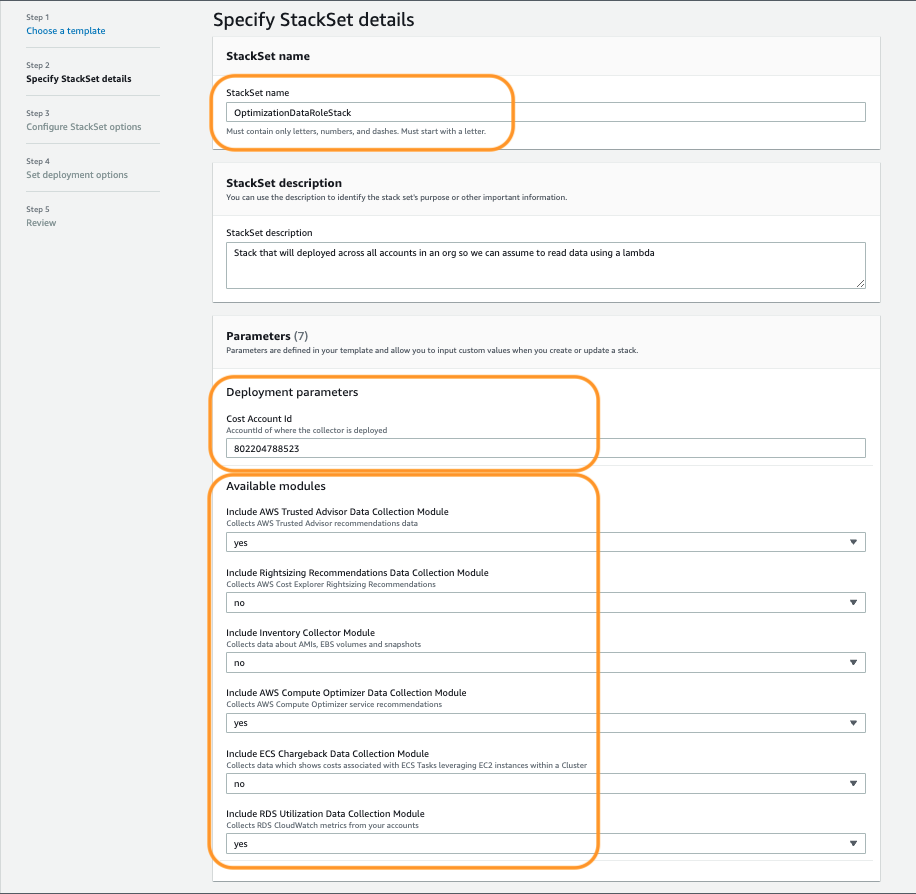 Step 1
Choose a template
Step 2
Specify StackSet details
Step 3
Configure StackSet options
Step 4
Set deployment options
Step 5
Review
Specify StackSet details
StackSet name
StackSet name
OptimizationDataRoleStack
Must contain only letters, numbers, and dashes. Must start with a letter.
StackSet description
You can use the description to identify the stack set's purpose or other important information.
StackSet description
Stack that will deployed across all accounts in an org so we can assume to read data using a lambda
Parameters (7)
Parameters are defined in your template and allow you to input custom values when you create or update a stack.
Deployment parameters
Cost Account Id
AccountId of where the collector is deployed
802204788523
Available modules
Include AWS Trusted Advisor Data Collection Module
Collects AWS Trusted Advisor recommendations data
yes
Include Rightsizing Recommendations Data Collection Module
Collects AWS Cost Explorer Rightsizing Recommendations
no
Include Inventory Collector Module
Collects data about AMIs, EBS volumes and snapshots
no
Include AWS Compute Optimizer Data Collection Module
Collects AWS Compute Optimizer service recommendations
yes
Include ECS Chargeback Data Collection Module
Collects data which shows costs associated with ECS Tasks leveraging EC2 instances within a Cluster
no
Include RDS Utilization Data Collection Module
Collects RDS CloudWatch metrics from your accounts
yes